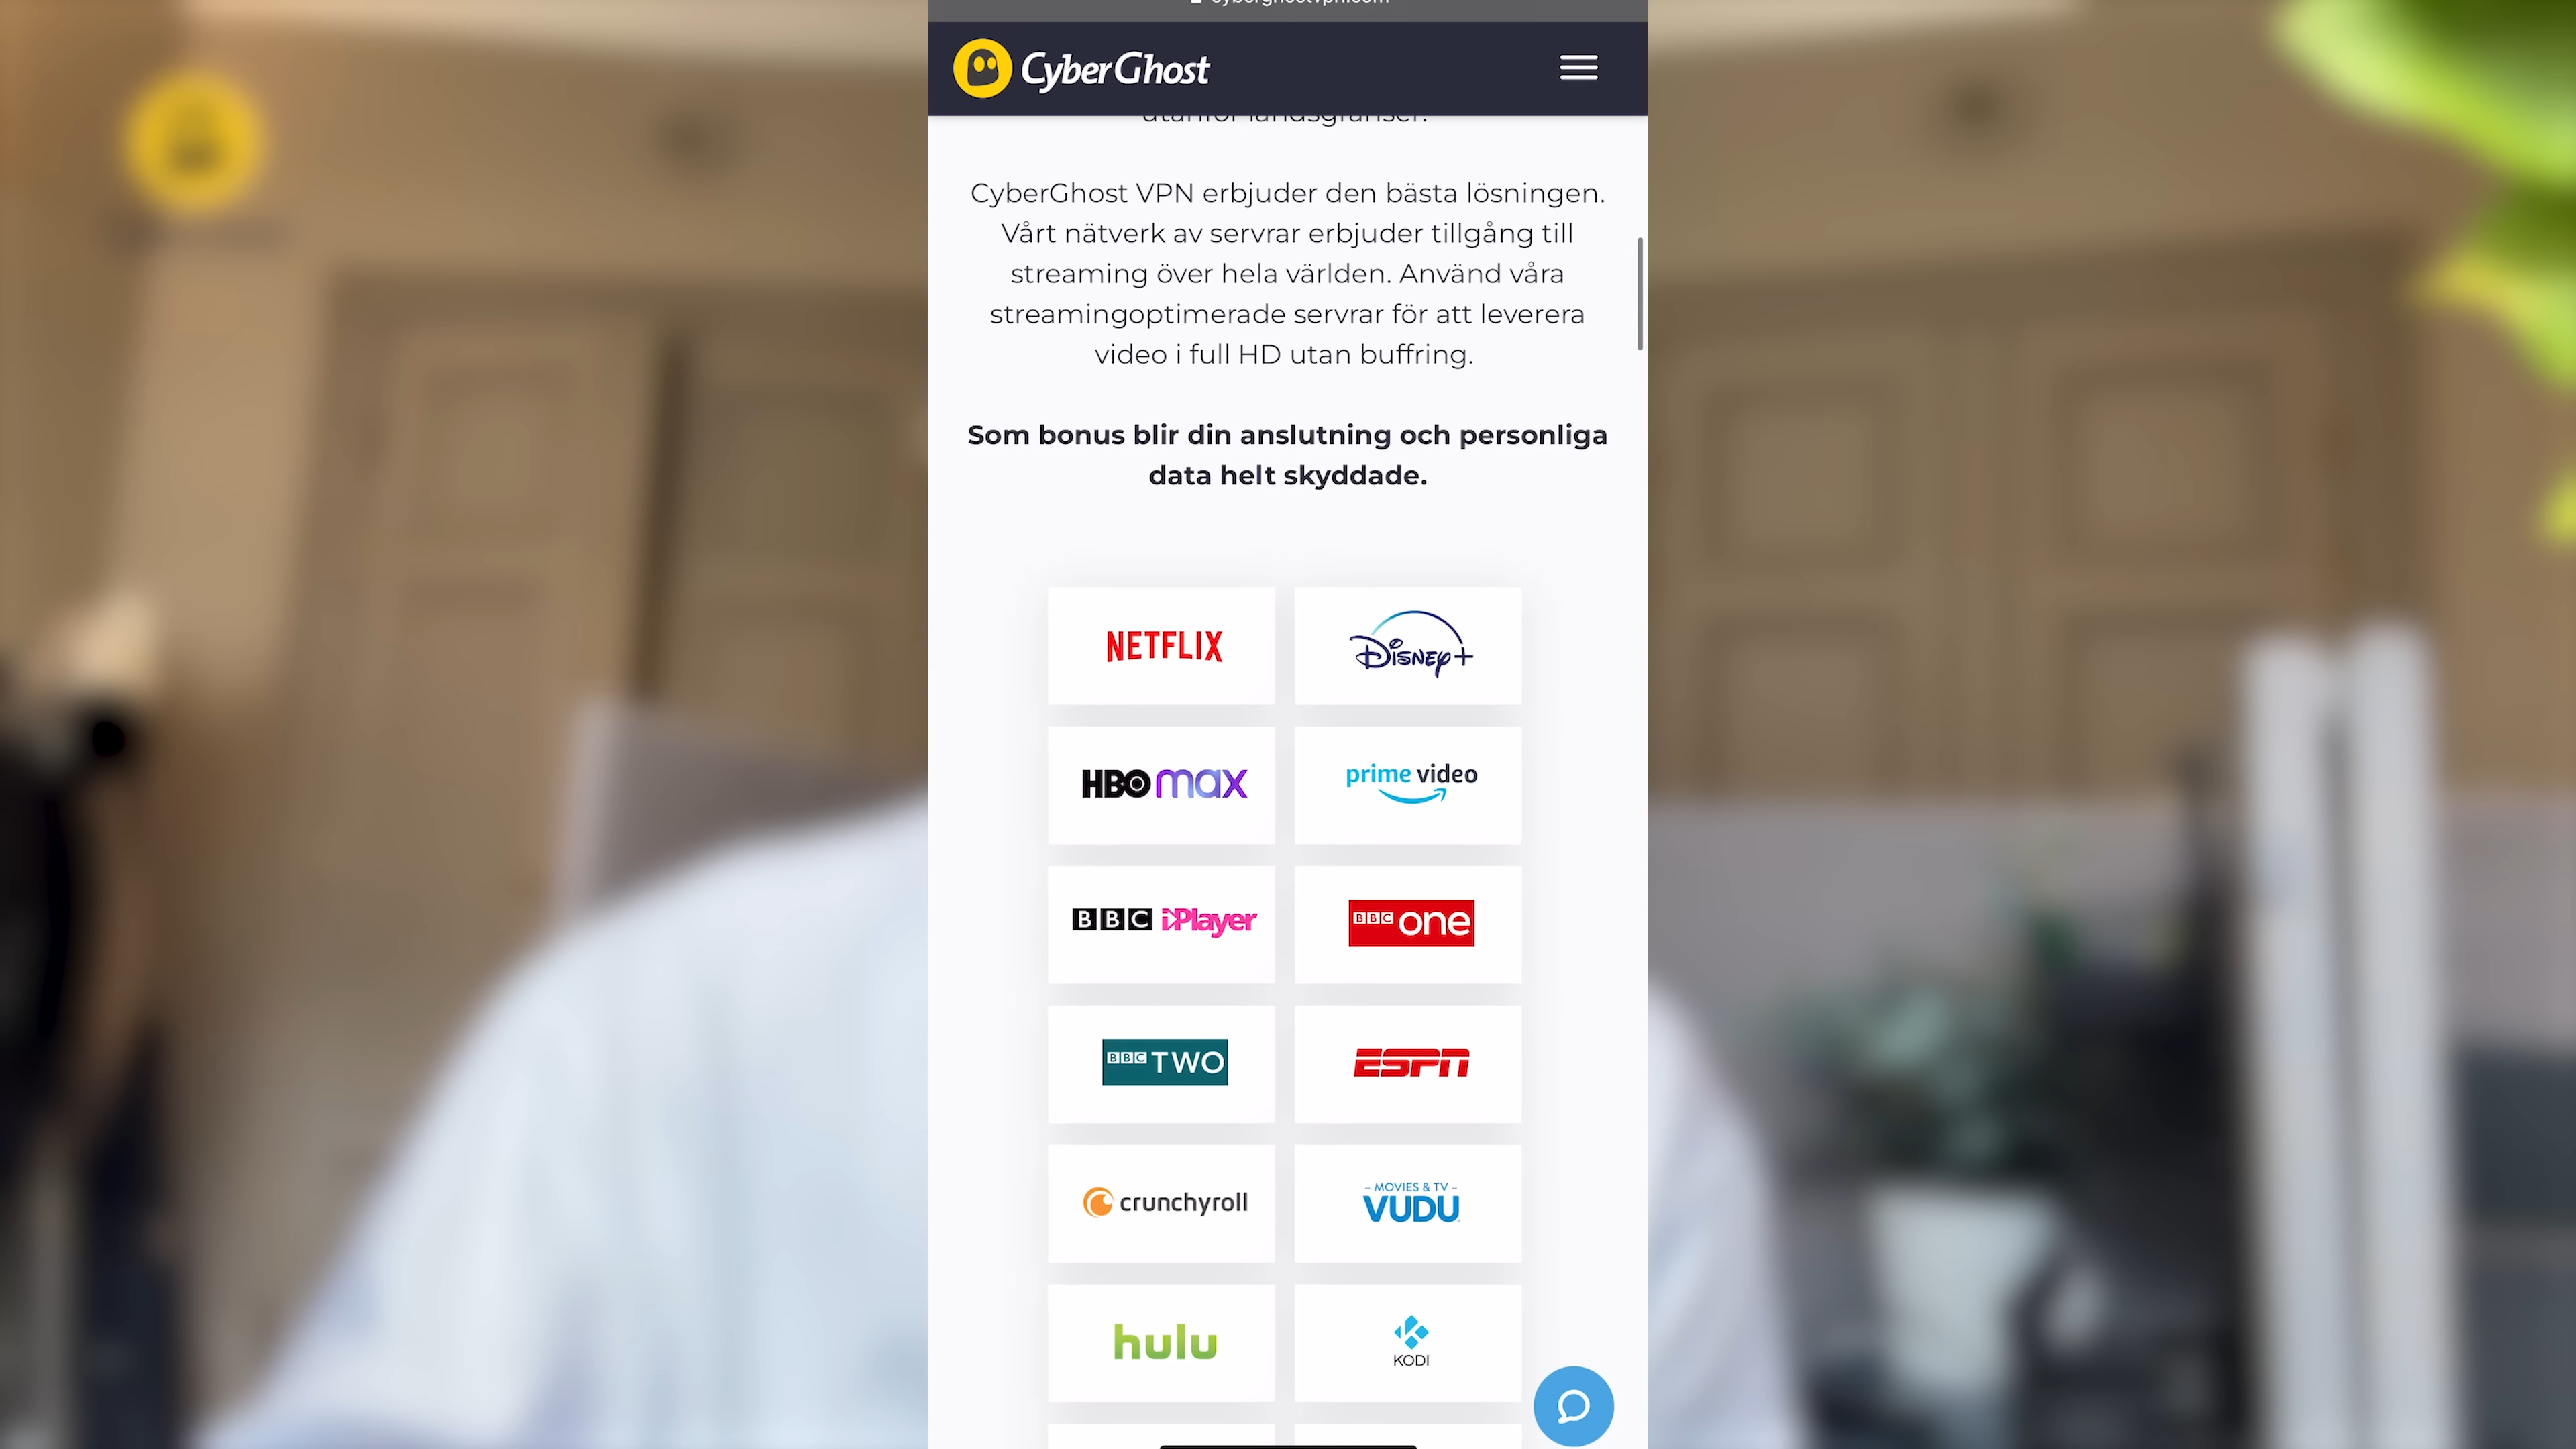 CyberGhost
utanför landsgränser.
CyberGhost VPN erbjuder den bästa lösningen.
Vårt nätverk av servrar erbjuder tillgång till
streaming över hela världen. Använd våra
streamingoptimerade servrar för att leverera
video i full HD utan buffring.
Som bonus blir din anslutning och personliga
data helt skyddade.
NETFLIX
Disney+
HBO max
prime video
BBC iPlayer
BBC one
BBC TWO
ESPN
crunchyroll
- MOVIES & TV -
VUDU
hulu
KODI